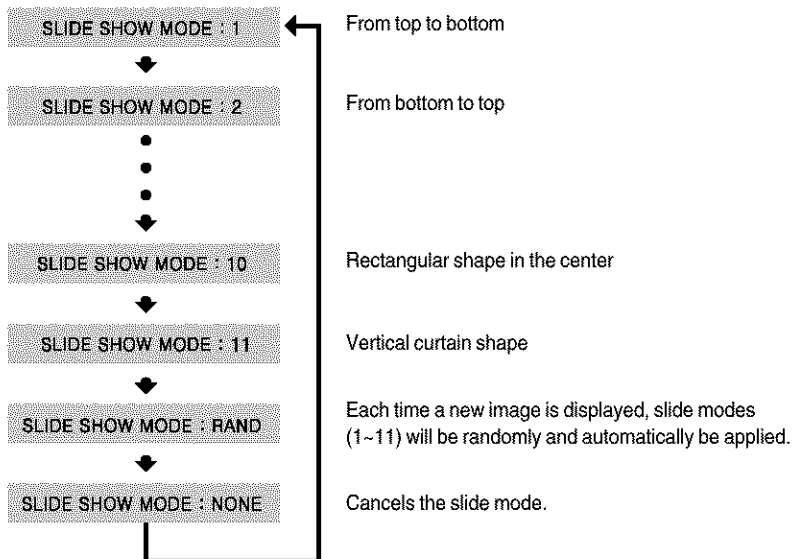 SLIDE SHOW MODE : 1
From top to bottom
SLIDE SHOW MODE : 2
From bottom to top
SLIDE SHOW MODE : 10
Rectangular shape in the center
SLIDE SHOW MODE : 11
Vertical curtain shape
SLIDE SHOW MODE : RAND
Each time a new image is displayed, slide modes
(1~11) will be randomly and automatically be applied.
SLIDE SHOW MODE : NONE
Cancels the slide mode.